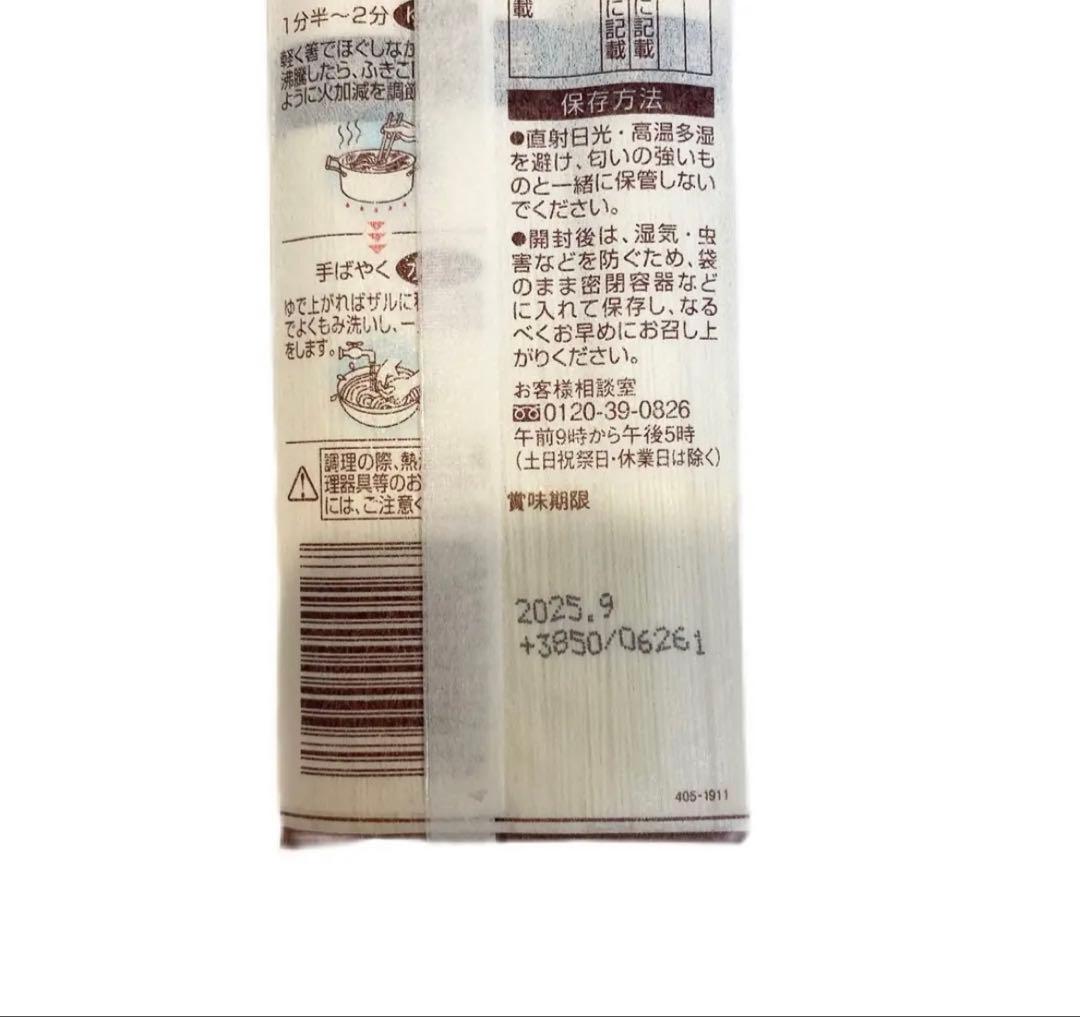 1分半～2分
軽く箸でほぐしなが
沸騰したら、ふきこ
ように火加減を調節
手ばやく
ゆで上がればザルに
でよくもみ洗いし、一
をします。
調理の際、熱
理器具等のお
には、ご注意く
載
に記載
に記載
保存方法
●直射日光・高温多湿
を避け、匂いの強いも
のと一緒に保管しない
でください。
●開封後は、湿気・虫
害などを防ぐため、袋
のまま密閉容器など
に入れて保存し、なる
べくお早めにお召し上
がりください。
お客様相談室
0120-39-0826
午前9時から午後5時
(土日祝祭日・休業日は除く)
賞味期限
2025.9
+3850/06261
405-1911